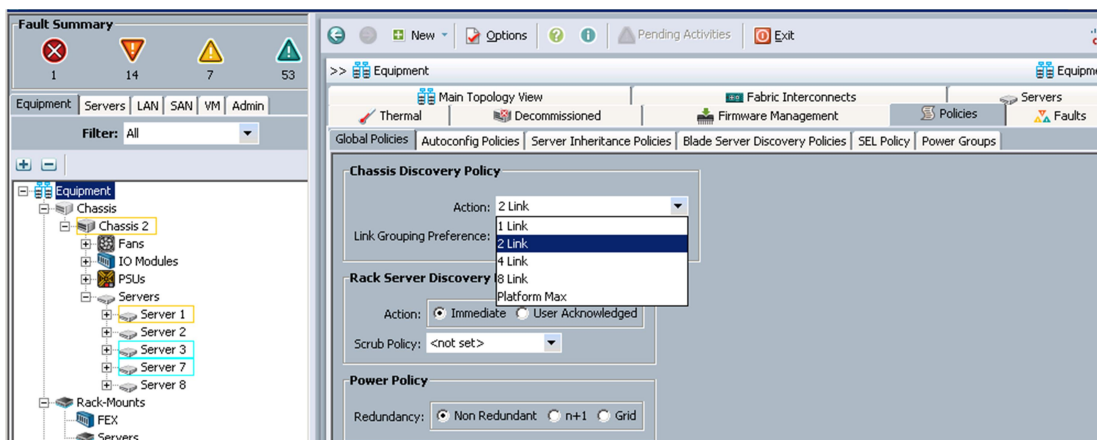 Fault Summary
1 14 7 53
Equipment Servers LAN SAN VM Admin
Filter: All
Equipment
Chassis
Chassis 2
Fans
IO Modules
PSUs
Servers
Server 1
Server 2
Server 3
Server 7
Server 8
Rack-Mounts
FEX
Servers
New Options ? i Pending Activities Exit
>> Equipment Equipme
Main Topology View Fabric Interconnects Servers
Thermal Decommissioned Firmware Management Policies Faults
Global Policies Autoconfig Policies Server Inheritance Policies Blade Server Discovery Policies SEL Policy Power Groups
Chassis Discovery Policy
Action: 2 Link
1 Link
Link Grouping Preference: 2 Link
4 Link
8 Link
Platform Max
Rack Server Discovery
Action: Immediate User Acknowledged
Scrub Policy: <not set>
Power Policy
Redundancy: Non Redundant n+1 Grid